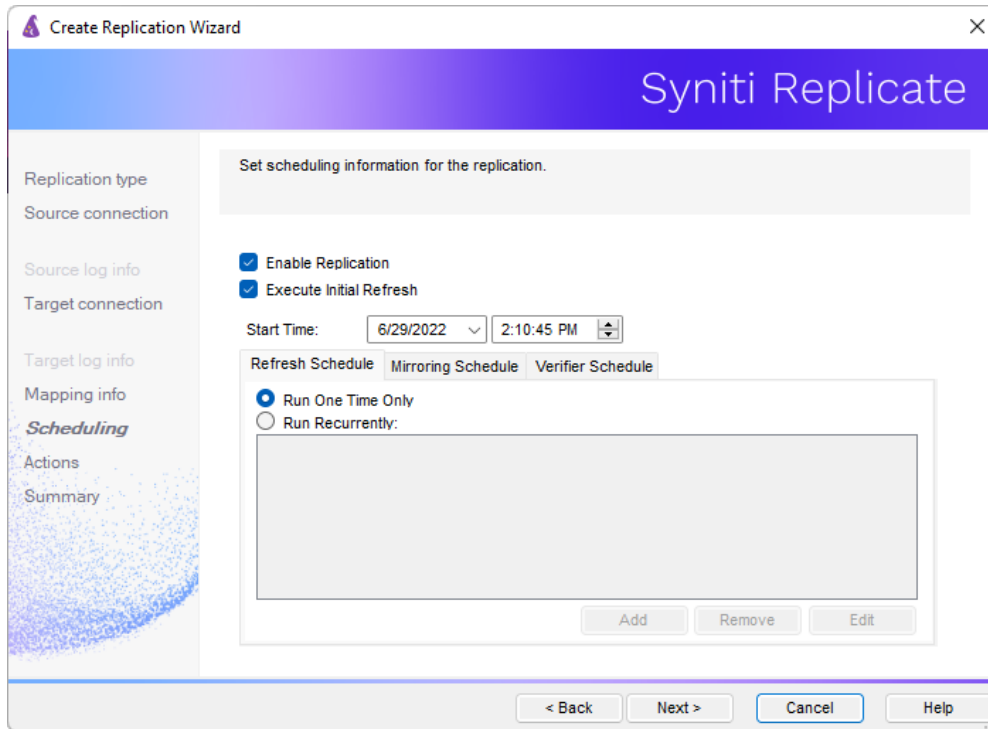 Create Replication Wizard
Syniti Replicate
Replication type
Source connection
Source log info
Target connection
Target log info
Mapping info
Scheduling
Actions
Summary
Set scheduling information for the replication.
Enable Replication
Execute Initial Refresh
Start Time: 6/29/2022 2:10:45 PM
Refresh Schedule Mirroring Schedule Verifier Schedule
Run One Time Only
Run Recurrently:
Add Remove Edit
< Back Next > Cancel Help